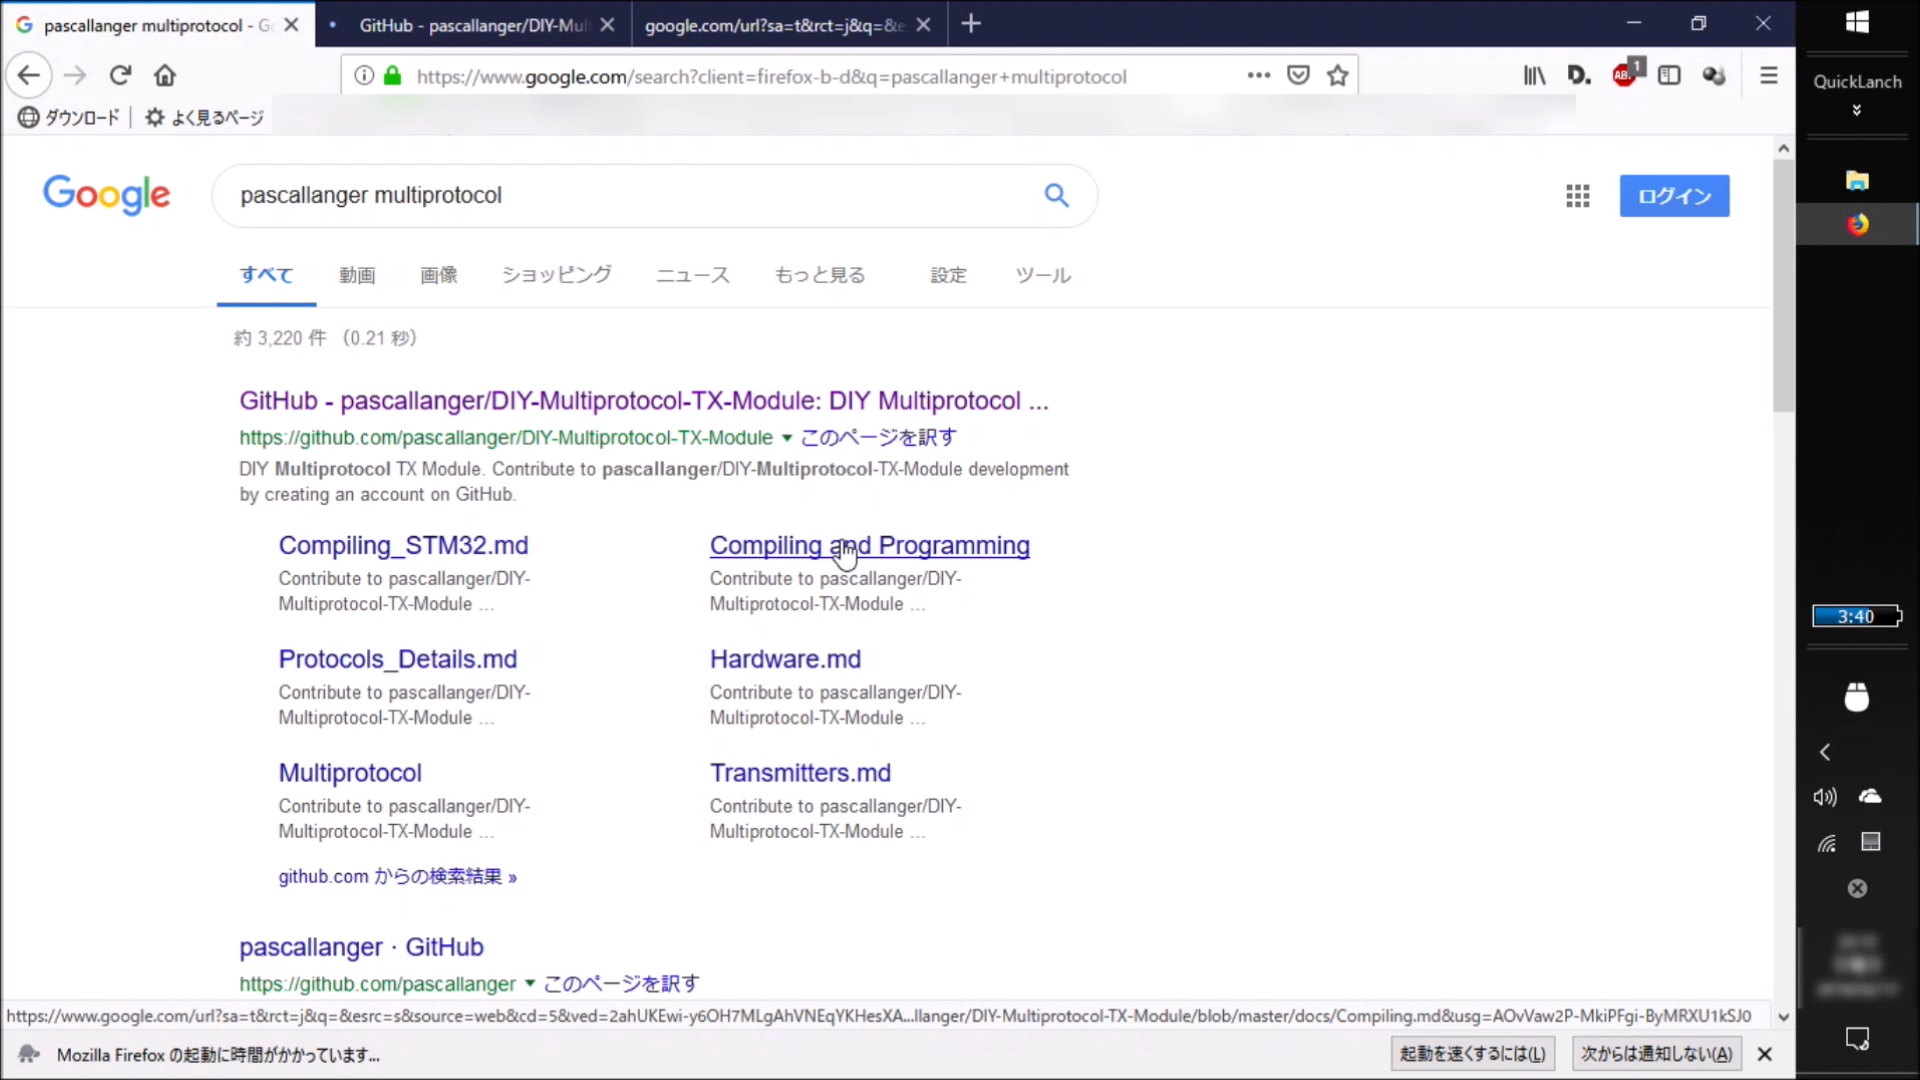 pascallanger multiprotocol - Go
GitHub - pascallanger/DIY-Mul
google.com/url?sa=t&rct=j&q=&e
https://www.google.com/search?client=firefox-b-d&q=pascallanger+multiprotocol
1
ダウンロード
よく見るページ
QuickLanch
Google
pascallanger multiprotocol
ログイン
すべて 動画 画像 ショッピング ニュース もっと見る 設定 ツール
約 3,220 件 （0.21 秒）
GitHub - pascallanger/DIY-Multiprotocol-TX-Module: DIY Multiprotocol ...
https://github.com/pascallanger/DIY-Multiprotocol-TX-Module ▼ このページを訳す
DIY Multiprotocol TX Module. Contribute to pascallanger/DIY-Multiprotocol-TX-Module development
by creating an account on GitHub.
Compiling_STM32.md
Contribute to pascallanger/DIY-
Multiprotocol-TX-Module ...
Compiling and Programming
Contribute to pascallanger/DIY-
Multiprotocol-TX-Module ...
Protocols_Details.md
Contribute to pascallanger/DIY-
Multiprotocol-TX-Module ...
Hardware.md
Contribute to pascallanger/DIY-
Multiprotocol-TX-Module ...
Multiprotocol
Contribute to pascallanger/DIY-
Multiprotocol-TX-Module ...
Transmitters.md
Contribute to pascallanger/DIY-
Multiprotocol-TX-Module ...
github.com からの検索結果 »
pascallanger · GitHub
https://github.com/pascallanger ▼ このページを訳す
https://www.google.com/url?sa=t&rct=j&q=&esrc=s&source=web&cd=5&ved=2ahUKEwi-y6OH7MLgAhVNEqYKHesXA...llanger/DIY-Multiprotocol-TX-Module/blob/master/docs/Compiling.md&usg=AOvVaw2P-MkiPFgi-ByMRXU1kSJ0
Mozilla Firefox の起動に時間がかかっています...
起動を速くするには(L)
次からは通知しない(A)
3:40